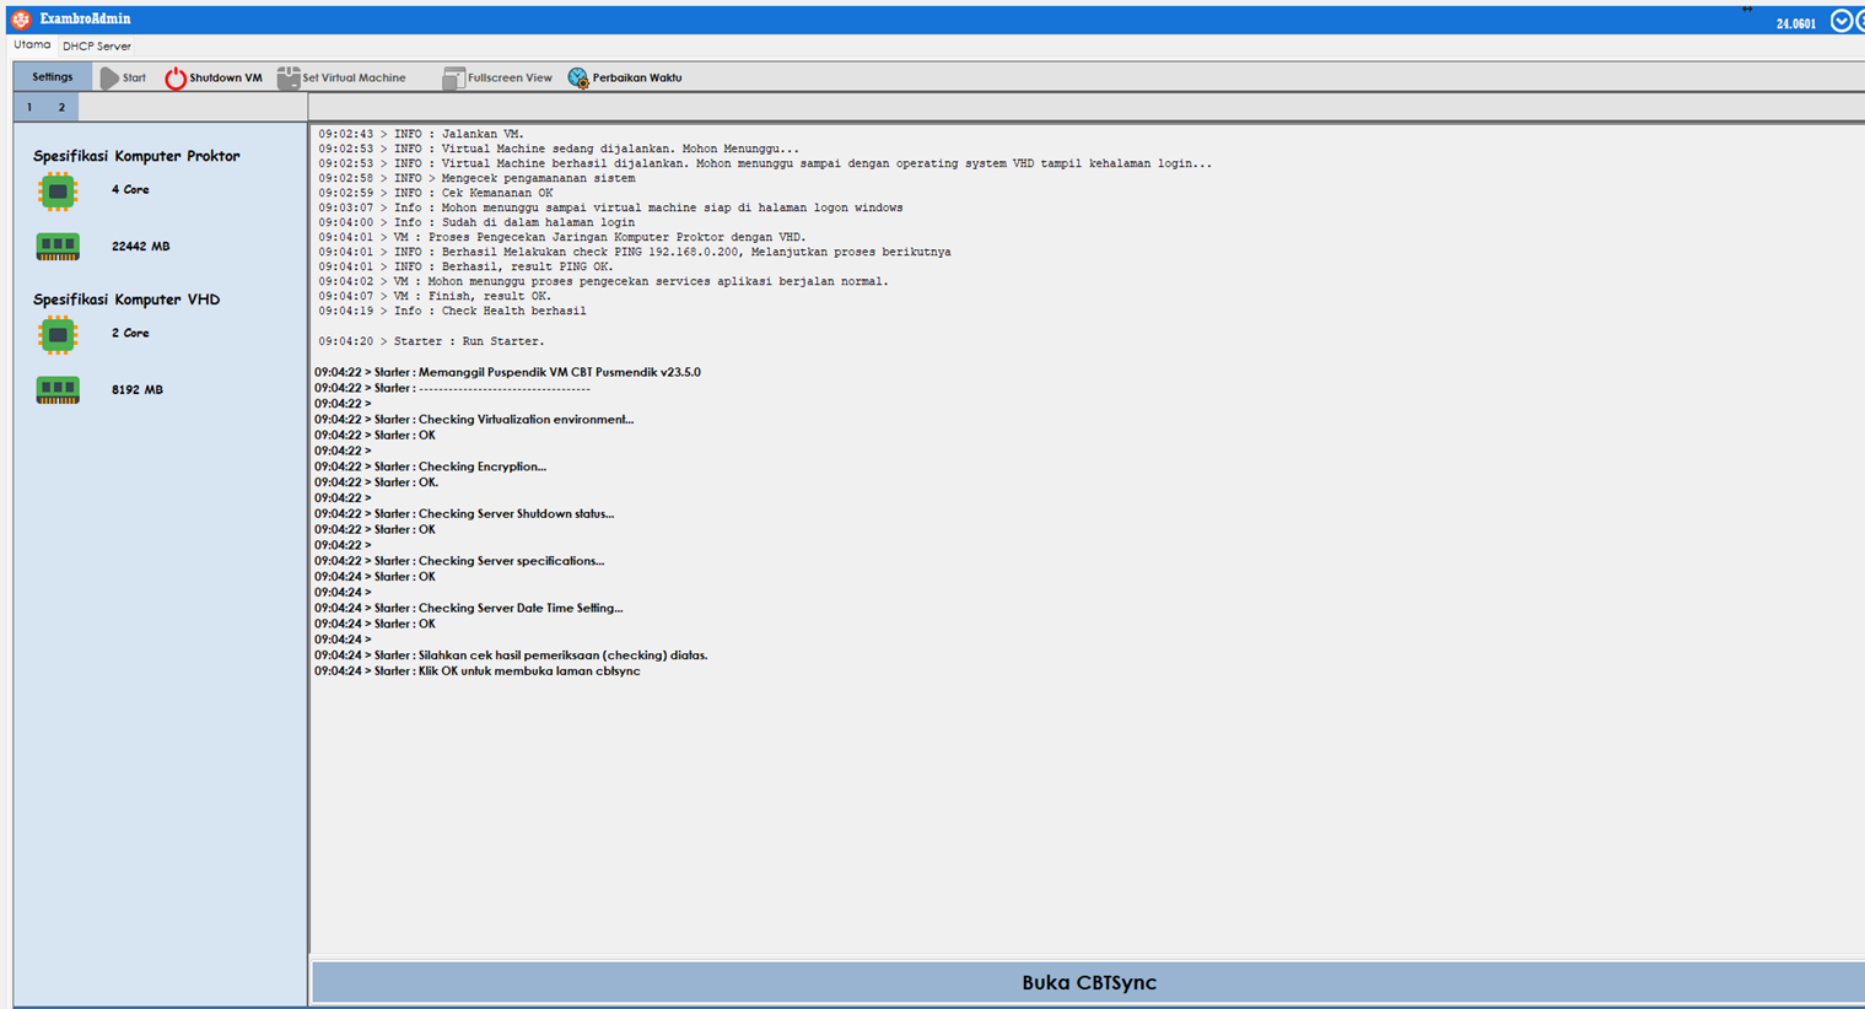 ExambroAdmin
24.0601
Utama DHCP Server
Settings Start Shutdown VM Set Virtual Machine Fullscreen View Perbaikan Waktu
1 2
Spesifikasi Komputer Proktor
4 Core
22442 MB
Spesifikasi Komputer VHD
2 Core
8192 MB
09:02:43 > INFO : Jalankan VM.
09:02:53 > INFO : Virtual Machine sedang dijalankan. Mohon Menunggu...
09:02:53 > INFO : Virtual Machine berhasil dijalankan. Mohon menunggu sampai dengan operating system VHD tampil kehalaman login...
09:02:58 > INFO > Mengecek pengamananan sistem
09:02:59 > INFO : Cek Kemananan OK
09:03:07 > Info : Mohon menunggu sampai virtual machine siap di halaman logon windows
09:04:00 > Info : Sudah di dalam halaman login
09:04:01 > VM : Proses Pengecekan Jaringan Komputer Proktor dengan VHD.
09:04:01 > INFO : Berhasil Melakukan check PING 192.168.0.200, Melanjutkan proses berikutnya
09:04:01 > INFO : Berhasil, result PING OK.
09:04:02 > VM : Mohon menunggu proses pengecekan services aplikasi berjalan normal.
09:04:07 > VM : Finish, result OK.
09:04:19 > Info : Check Health berhasil
09:04:20 > Starter : Run Starter.
09:04:22 > Starter : Memanggil Puspendik VM CBT Pusmendik v23.5.0
09:04:22 > Starter : -----------------------------------
09:04:22 >
09:04:22 > Starter : Checking Virtualization environment...
09:04:22 > Starter : OK
09:04:22 >
09:04:22 > Starter : Checking Encryption...
09:04:22 > Starter : OK.
09:04:22 >
09:04:22 > Starter : Checking Server Shutdown status...
09:04:22 > Starter : OK
09:04:22 >
09:04:22 > Starter : Checking Server specifications...
09:04:24 > Starter : OK
09:04:24 >
09:04:24 > Starter : Checking Server Date Time Setting...
09:04:24 > Starter : OK
09:04:24 >
09:04:24 > Starter : Silahkan cek hasil pemeriksaan (checking) diatas.
09:04:24 > Starter : Klik OK untuk membuka laman cbtsync
Buka CBTSync